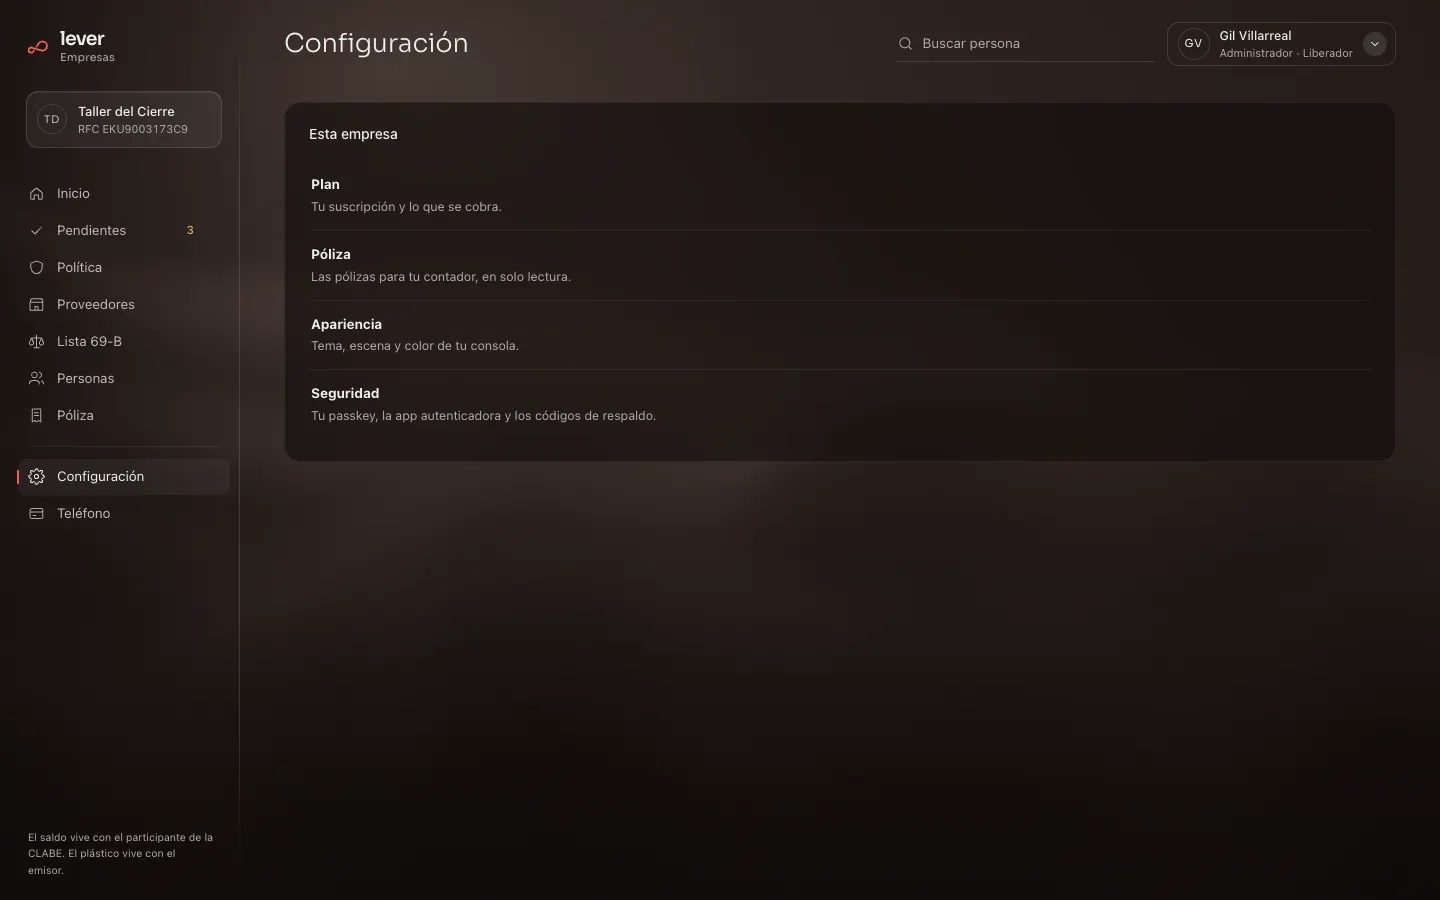 lever
Empresas
TD
Taller del Cierre
RFC EKU9003173C9
Inicio
Pendientes 3
Política
Proveedores
Lista 69-B
Personas
Póliza
Configuración
Teléfono
El saldo vive con el participante de la
CLABE. El plástico vive con el
emisor.
Configuración
Buscar persona
GV
Gil Villarreal
Administrador · Liberador
Esta empresa
Plan
Tu suscripción y lo que se cobra.
Póliza
Las pólizas para tu contador, en solo lectura.
Apariencia
Tema, escena y color de tu consola.
Seguridad
Tu passkey, la app autenticadora y los códigos de respaldo.